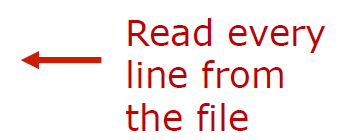 Read every
line from
the file